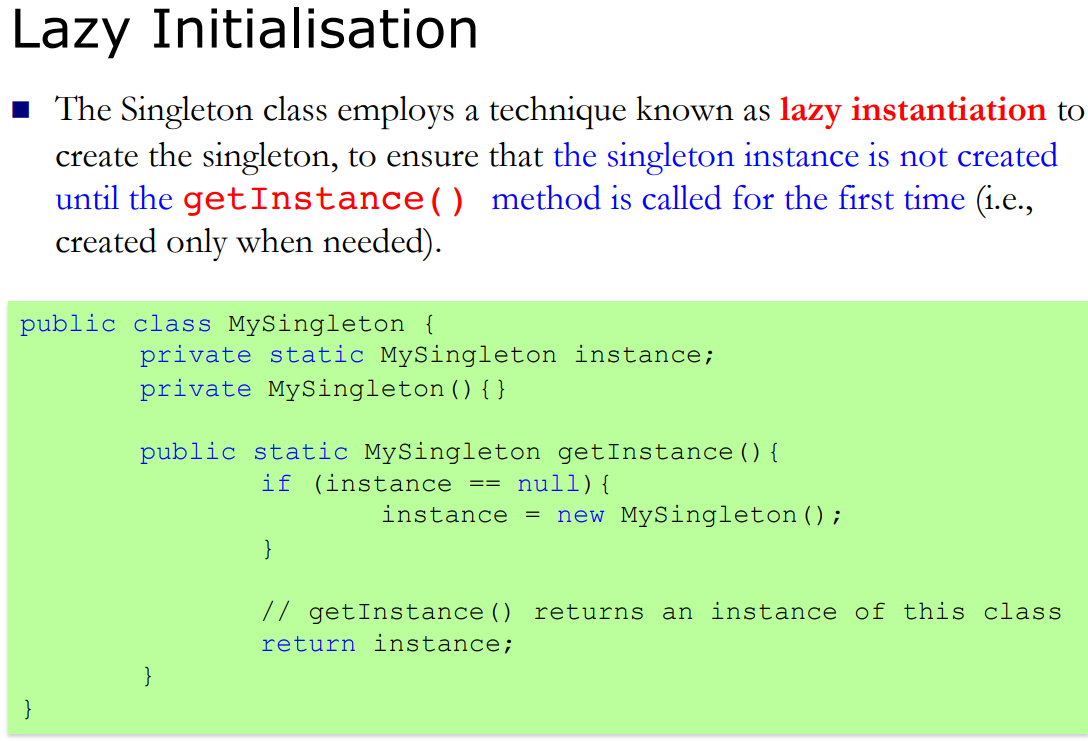 Lazy Initialisation
The Singleton class employs a technique known as lazy instantiation to
create the singleton, to ensure that the singleton instance is not created
until the getInstance() method is called for the first time (i.e.,
created only when needed).
public class MySingleton {
private static MySingleton instance;
private MySingleton(){}
public static MySingleton getInstance(){
if (instance == null){
instance = new MySingleton();
}
// getInstance() returns an instance of this class
return instance;
}
}